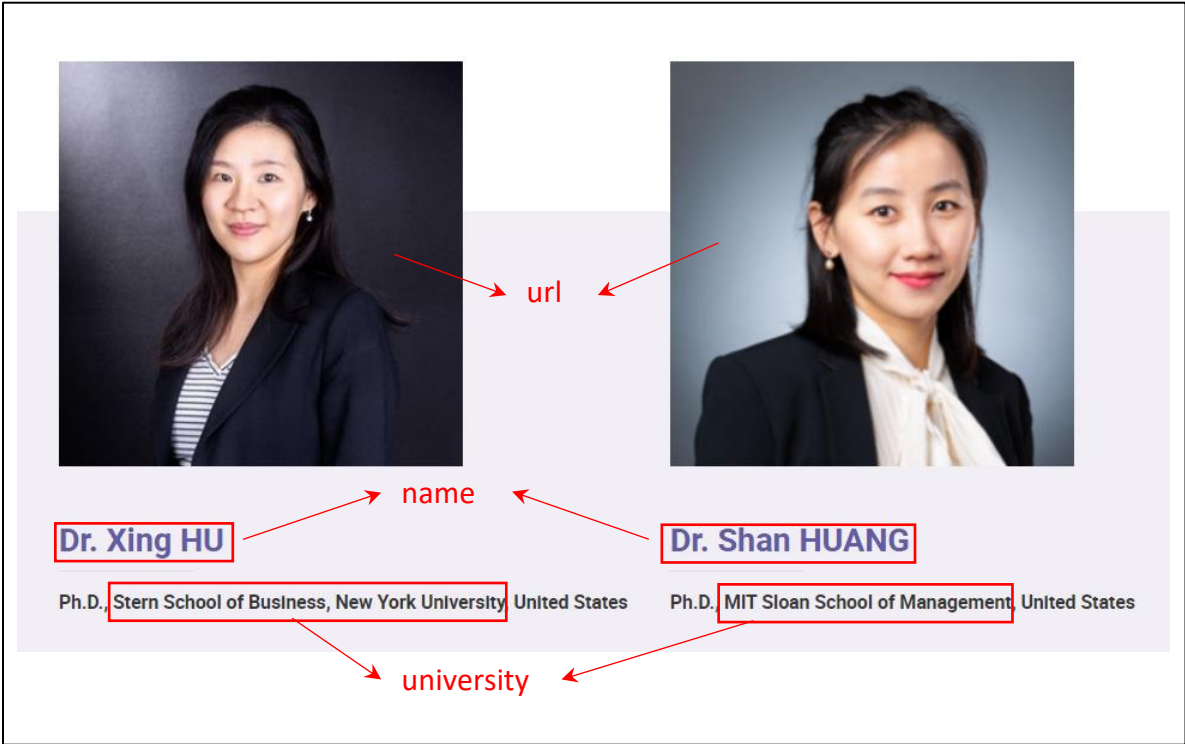 url
name
Dr. Xing HU
Dr. Shan HUANG
Ph.D., Stern School of Business, New York University, United States
Ph.D., MIT Sloan School of Management, United States
university